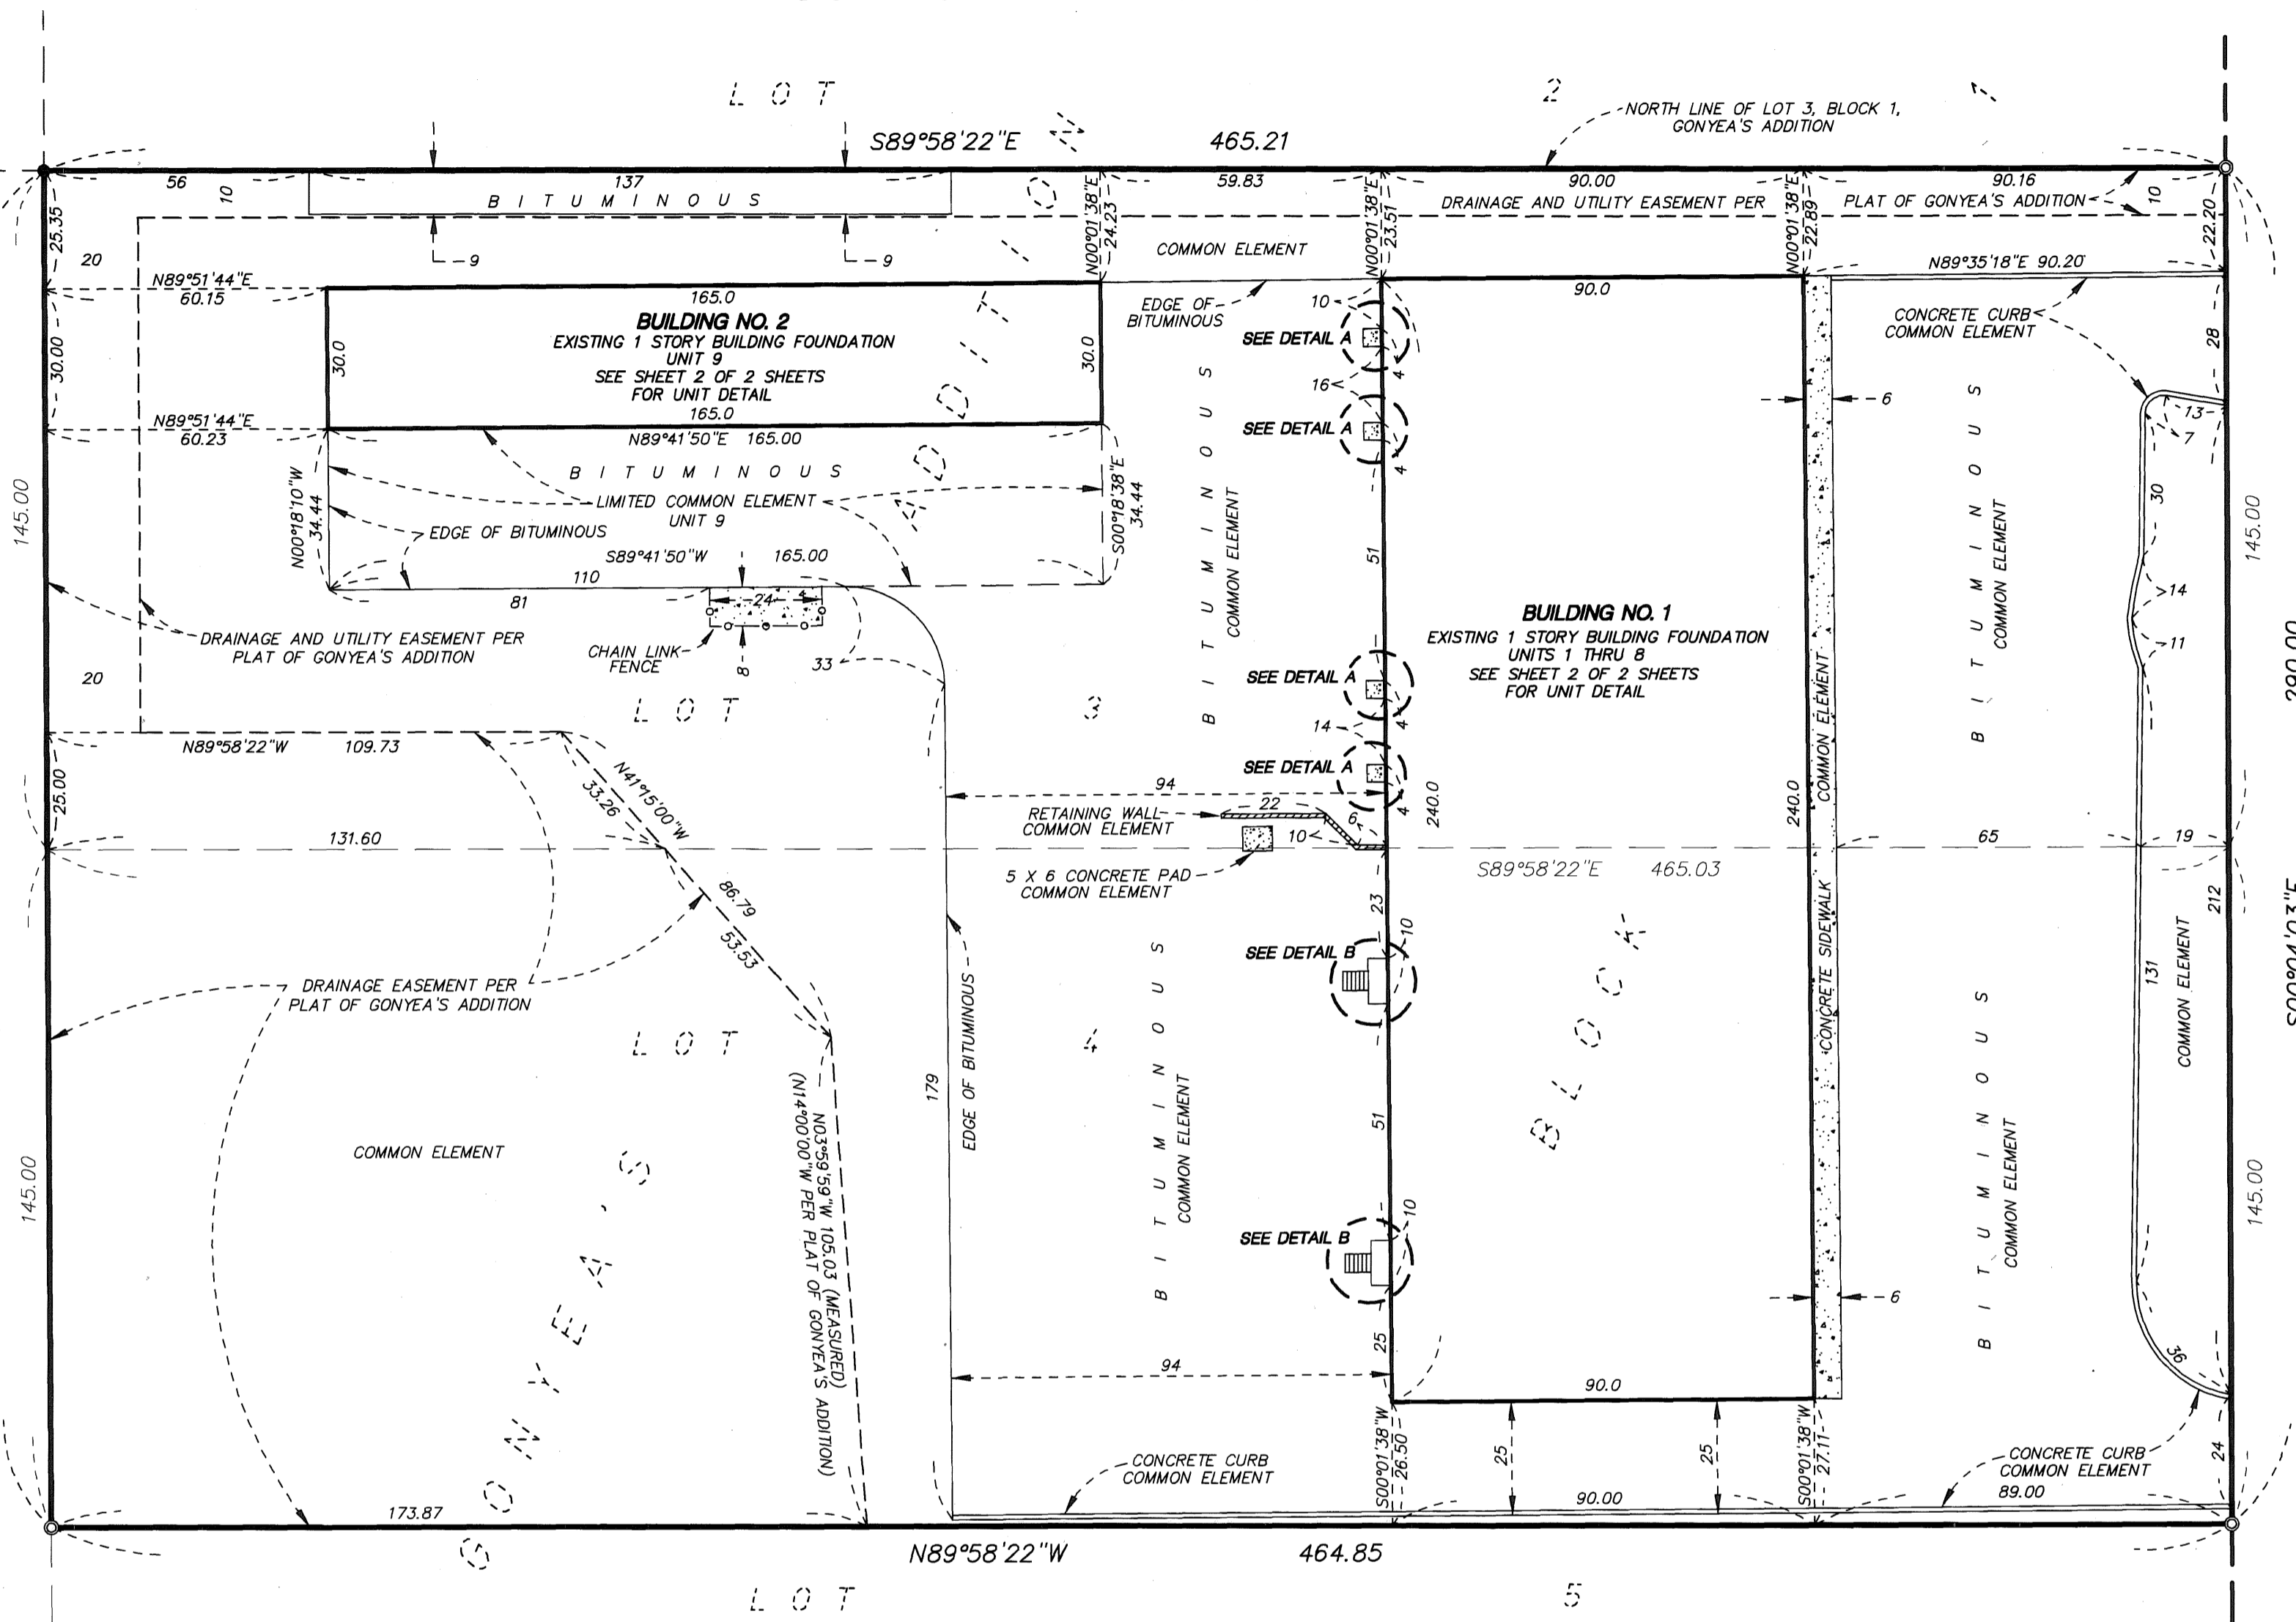 LOT 2 1
NORTH LINE OF LOT 3, BLOCK 1,
GONYEA'S ADDITION
S89°58'22"E 465.21
56
10
137
BITUMINOUS
9
9
N00°01'38"E
24.23
59.83
N00°01'38"E
23.51
90.00
N00°01'38"E
22.89
90.16
10
22.20
DRAINAGE AND UTILITY EASEMENT PER
PLAT OF GONYEA'S ADDITION
COMMON ELEMENT
25.35
20
N89°51'44"E
60.15
30.00
N89°51'44"E
60.23
165.0
BUILDING NO. 2
EXISTING 1 STORY BUILDING FOUNDATION
UNIT 9
SEE SHEET 2 OF 2 SHEETS
FOR UNIT DETAIL
165.0
30.0
30.0
N89°41'50"E 165.00
BITUMINOUS
LIMITED COMMON ELEMENT
UNIT 9
EDGE OF BITUMINOUS
N00°18'10"W
34.44
S00°18'38"E
34.44
S89°41'50"W 165.00
110
81
24
4
8
33
CHAIN LINK
FENCE
145.00
DRAINAGE AND UTILITY EASEMENT PER
PLAT OF GONYEA'S ADDITION
20
LOT 3
N89°58'22"W 109.73
25.00
131.60
N41°15'00"W
33.26
86.79
53.53
DRAINAGE EASEMENT PER
PLAT OF GONYEA'S ADDITION
LOT 4
COMMON ELEMENT
145.00
N03°59'59"W 105.03 (MEASURED)
(N14°00'00"W PER PLAT OF GONYEA'S ADDITION)
173.87
GONYEA'S ADDITION
179
EDGE OF BITUMINOUS
EDGE OF
BITUMINOUS
10
SEE DETAIL A
4
16
SEE DETAIL A
4
BITUMINOUS
COMMON ELEMENT
51
SEE DETAIL A
4
14
SEE DETAIL A
4
94
RETAINING WALL
COMMON ELEMENT
22
6
10
5 X 6 CONCRETE PAD
COMMON ELEMENT
23
10
SEE DETAIL B
BITUMINOUS
COMMON ELEMENT
51
10
SEE DETAIL B
25
94
90.0
BUILDING NO. 1
EXISTING 1 STORY BUILDING FOUNDATION
UNITS 1 THRU 8
SEE SHEET 2 OF 2 SHEETS
FOR UNIT DETAIL
240.0
240.0
S89°58'22"E 465.03
BLOCK
90.0
CONCRETE SIDEWALK
COMMON ELEMENT
6
6
N89°35'18"E 90.20
CONCRETE CURB
COMMON ELEMENT
28
13
7
30
14
11
BITUMINOUS
COMMON ELEMENT
65
19
145.00
290.00
S00°04'03"E
212
131
COMMON ELEMENT
BITUMINOUS
COMMON ELEMENT
145.00
36
24
CONCRETE CURB
COMMON ELEMENT
S00°01'38"W
26.50
25
25
S00°01'38"W
27.11
CONCRETE CURB
COMMON ELEMENT
90.00
89.00
N89°58'22"W 464.85
LOT 5